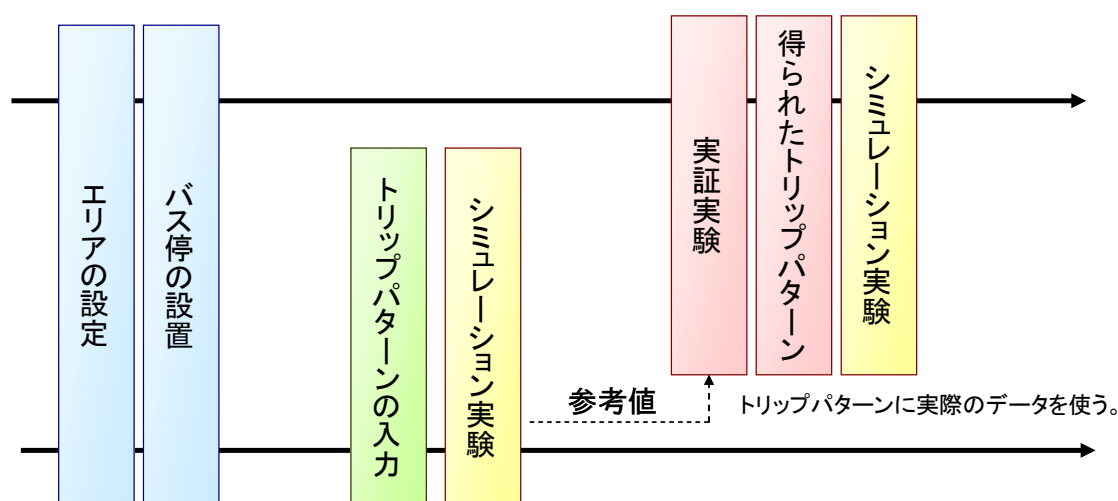 エリアの設定
バス停の設置
トリップパターンの入力
シミュレーション実験
参考値
実証実験
得られたトリップパターン
シミュレーション実験
トリップパターンに実際のデータを使う。